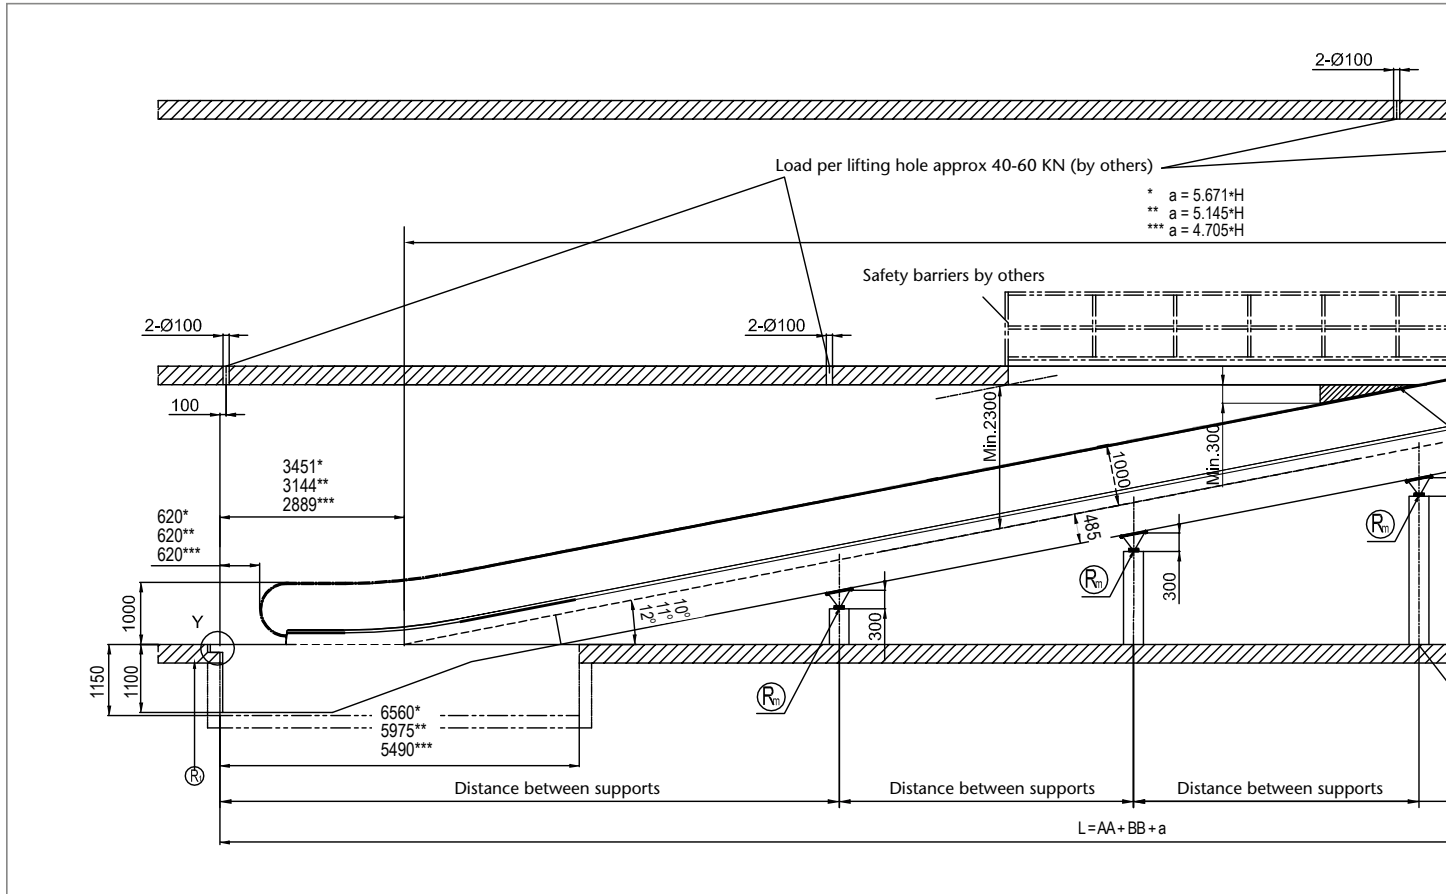 2-Ø100
Load per lifting hole approx 40-60 KN (by others)
* a = 5.671*H
** a = 5.145*H
*** a = 4.705*H
Safety barriers by others
2-Ø100
2-Ø100
100
Min.2300
Min.300
3451*
3144**
2889***
1000
620*
620**
620***
485
Rm
Rm
300
1000
10°
11°
12°
300
Y
1150
1100
Rm
6560*
5975**
5490***
Distance between supports
Distance between supports
Distance between supports
L=AA+BB+a